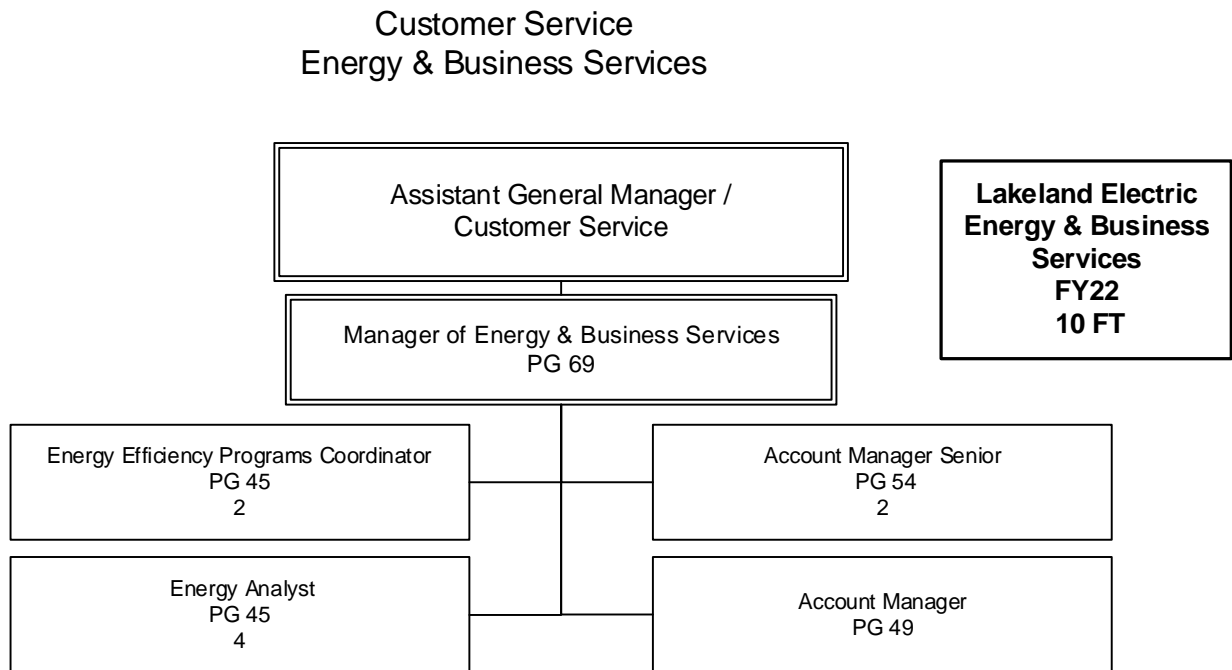 Customer Service
Energy & Business Services
Assistant General Manager /
Customer Service
Lakeland Electric
Energy & Business
Services
FY22
10 FT
Manager of Energy & Business Services
PG 69
Energy Efficiency Programs Coordinator
PG 45
2
Account Manager Senior
PG 54
2
Energy Analyst
PG 45
4
Account Manager
PG 49